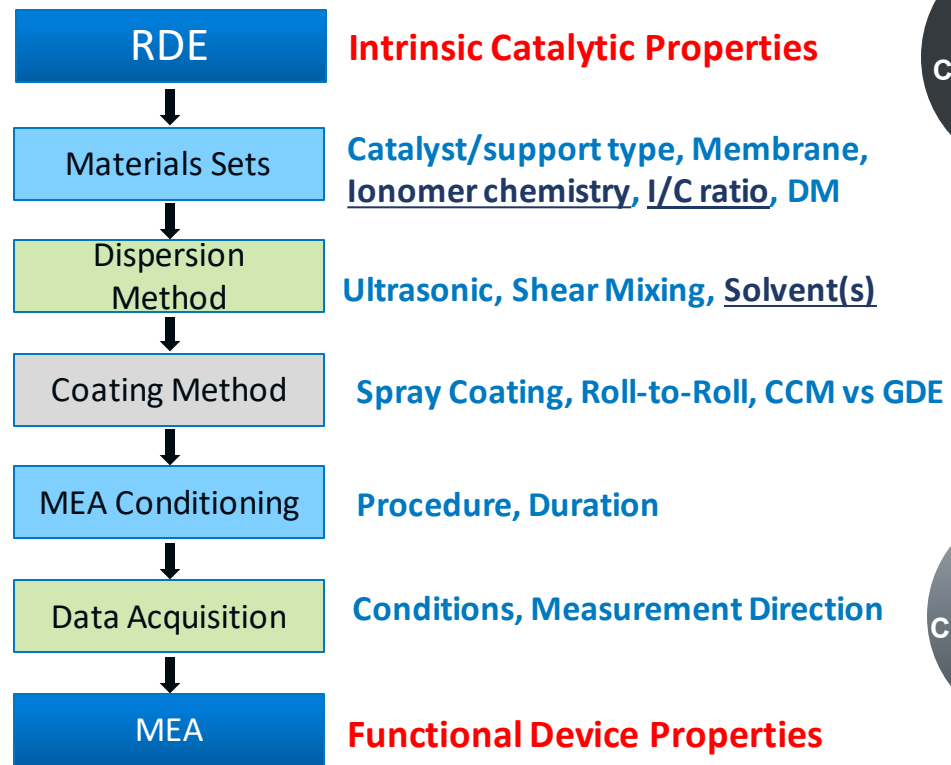 RDE
Intrinsic Catalytic Properties
C
Materials Sets
Catalyst/support type, Membrane,
Ionomer chemistry, I/C ratio, DM
Dispersion
Method
Ultrasonic, Shear Mixing, Solvent(s)
Coating Method
Spray Coating, Roll-to-Roll, CCM vs GDE
MEA Conditioning
Procedure, Duration
Data Acquisition
Conditions, Measurement Direction
C
MEA
Functional Device Properties